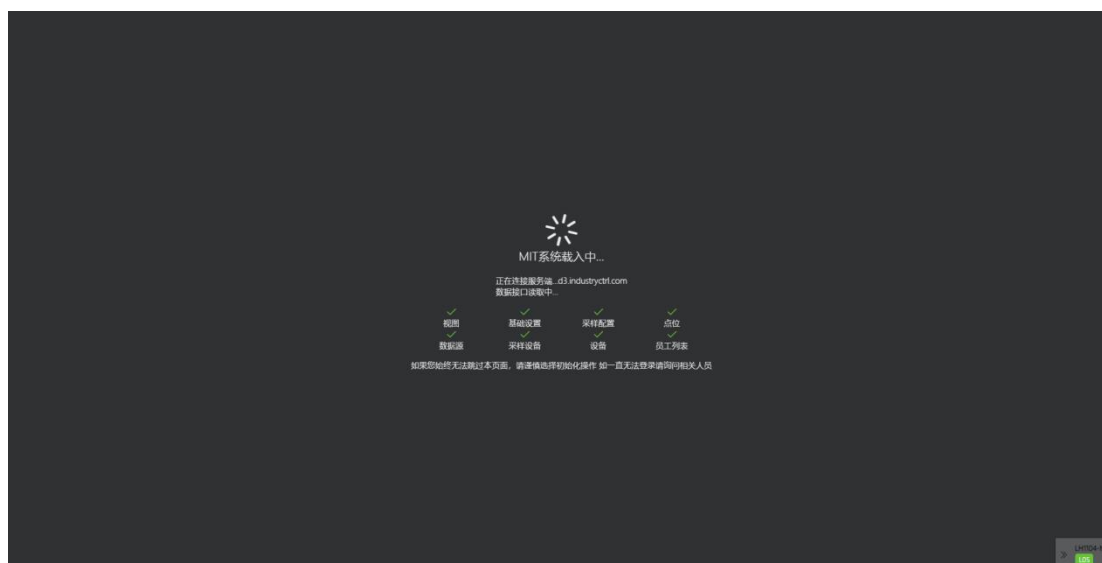 MIT系统载入中...
正在连接服务端...d3.industryctrl.com
数据接口读取中...
视图 基础设置 采样配置 点位
数据源 采样设备 设备 员工列表
如果您始终无法跳过本页面，请谨慎选择初始化操作 如一直无法登录请询问相关人员